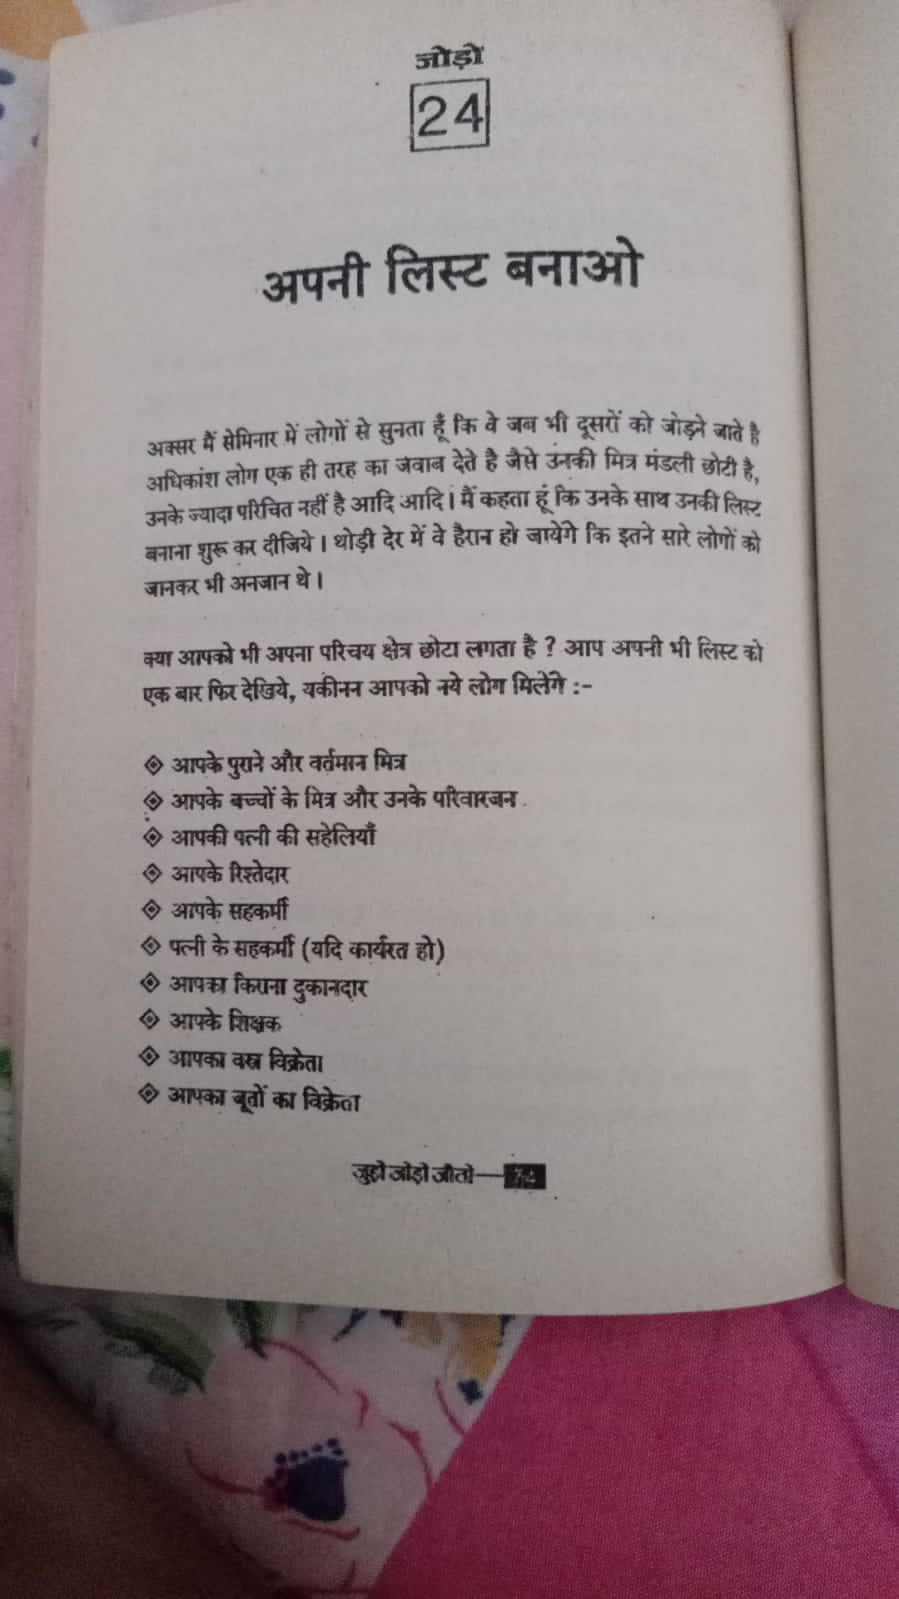 जोड़ो
24
अपनी लिस्ट बनाओ
अक्सर मैं सेमिनार में लोगों से सुनता हूँ कि वे जब भी दूसरों को जोड़ने जाते है
अधिकांश लोग एक ही तरह का जवाब देते है जैसे उनकी मित्र मंडली छोटी है,
उनके ज्यादा परिचित नहीं है आदि आदि। मैं कहता हूं कि उनके साथ उनकी लिस्ट
बनाना शुरू कर दीजिये। थोड़ी देर में वे हैरान हो जायेंगे कि इतने सारे लोगों को
जानकर भी अनजान थे।
क्या आपको भी अपना परिचय क्षेत्र छोटा लगता है ? आप अपनी भी लिस्ट को
एक बार फिर देखिये, यकीनन आपको नये लोग मिलेंगे :-
आपके पुराने और वर्तमान मित्र
आपके बच्चों के मित्र और उनके परिवारजन
आपकी पत्नी की सहेलियाँ
आपके रिश्तेदार
आपके सहकर्मी
पत्नी के सहकर्मी (यदि कार्यरत हो)
आपका किराना दुकानदार
आपके शिक्षक
आपका वस्त्र विक्रेता
आपका जूतों का विक्रेता
जुड़ो जोड़ो जीतो—